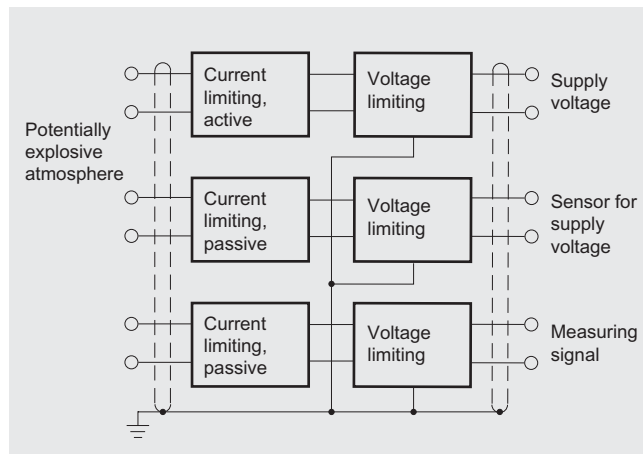 Potentially
explosive
atmosphere
Current
limiting,
active
Voltage
limiting
Supply
voltage
Current
limiting,
passive
Voltage
limiting
Sensor for
supply
voltage
Current
limiting,
passive
Voltage
limiting
Measuring
signal